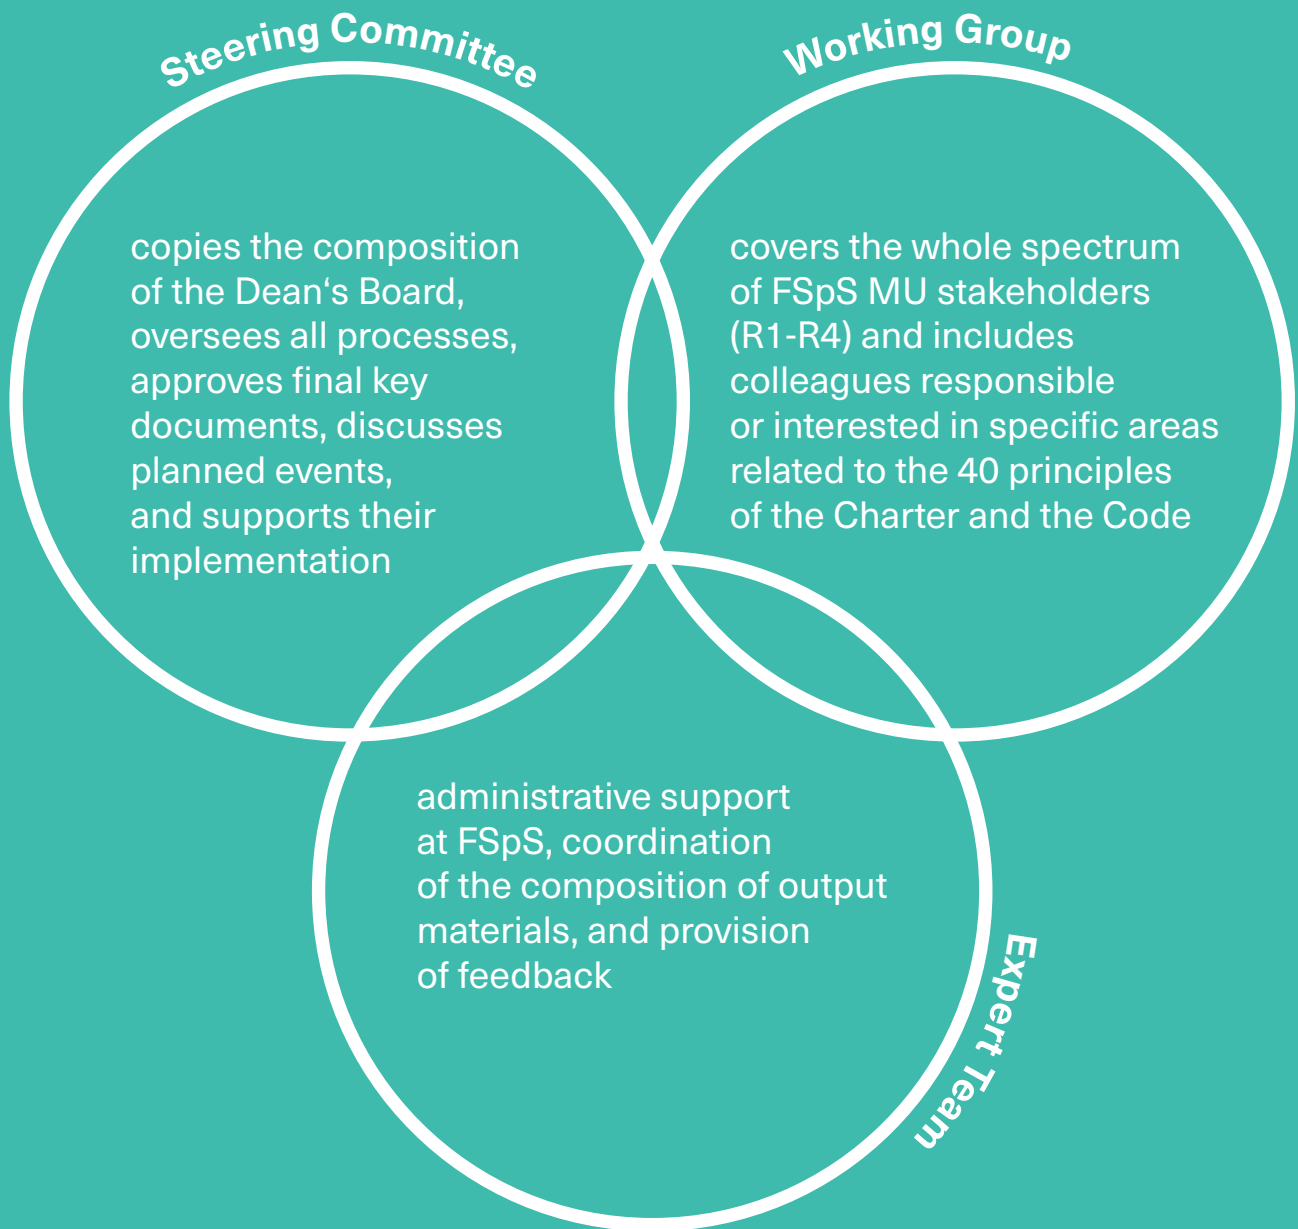 Steering Committee
copies the composition
of the Dean‘s Board,
oversees all processes,
approves final key
documents, discusses
planned events,
and supports their
implementation
Working Group
covers the whole spectrum
of FSpS MU stakeholders
(R1-R4) and includes
colleagues responsible
or interested in specific areas
related to the 40 principles
of the Charter and the Code
administrative support
at FSpS, coordination
of the composition of output
materials, and provision
of feedback
Expert Team